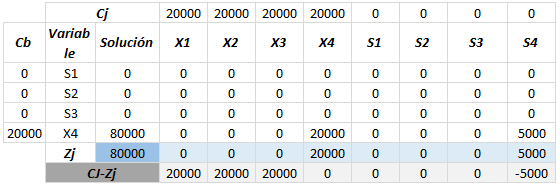 Cj 20000 20000 20000 20000 0 0 0 0
Cb Variable Solución X1 X2 X3 X4 S1 S2 S3 S4
0 S1 0 0 0 0 0 0 0 0 0
0 S2 0 0 0 0 0 0 0 0 0
0 S3 0 0 0 0 0 0 0 0 0
20000 X4 80000 0 0 0 20000 0 0 0 5000
Zj 80000 0 0 0 20000 0 0 0 5000
CJ-Zj 20000 20000 20000 0 0 0 0 -5000